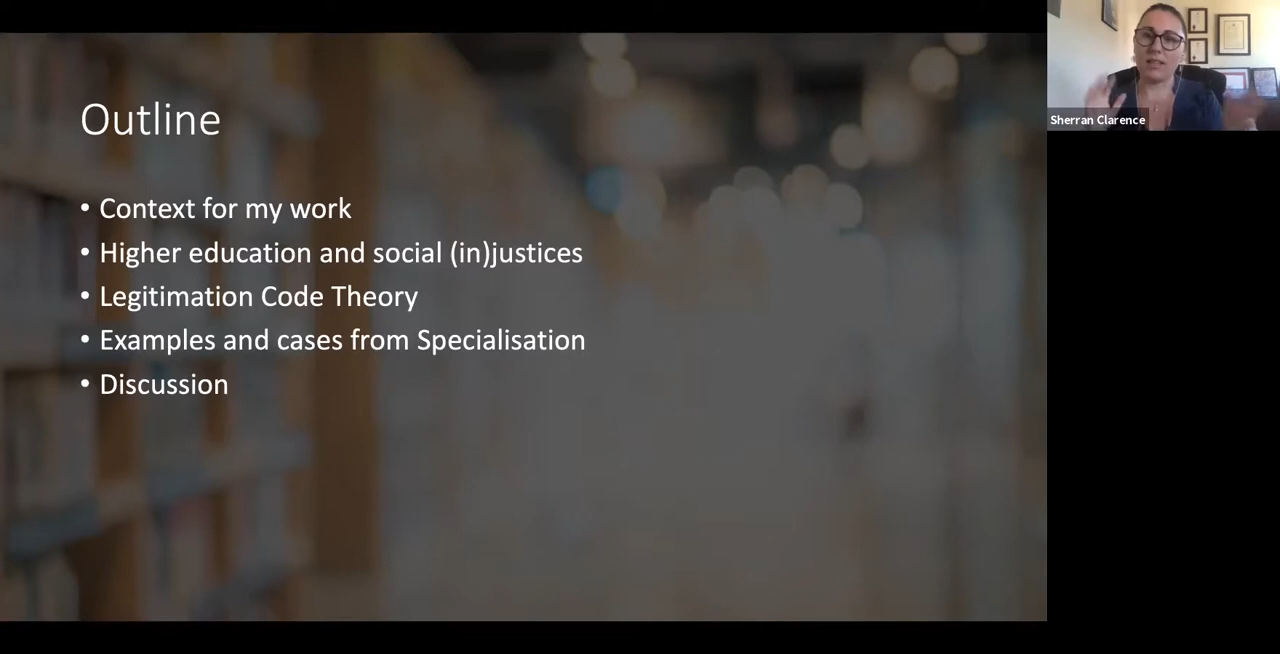 Outline
• Context for my work
• Higher education and social (in)justices
• Legitimation Code Theory
• Examples and cases from Specialisation
• Discussion
Sherran Clarence